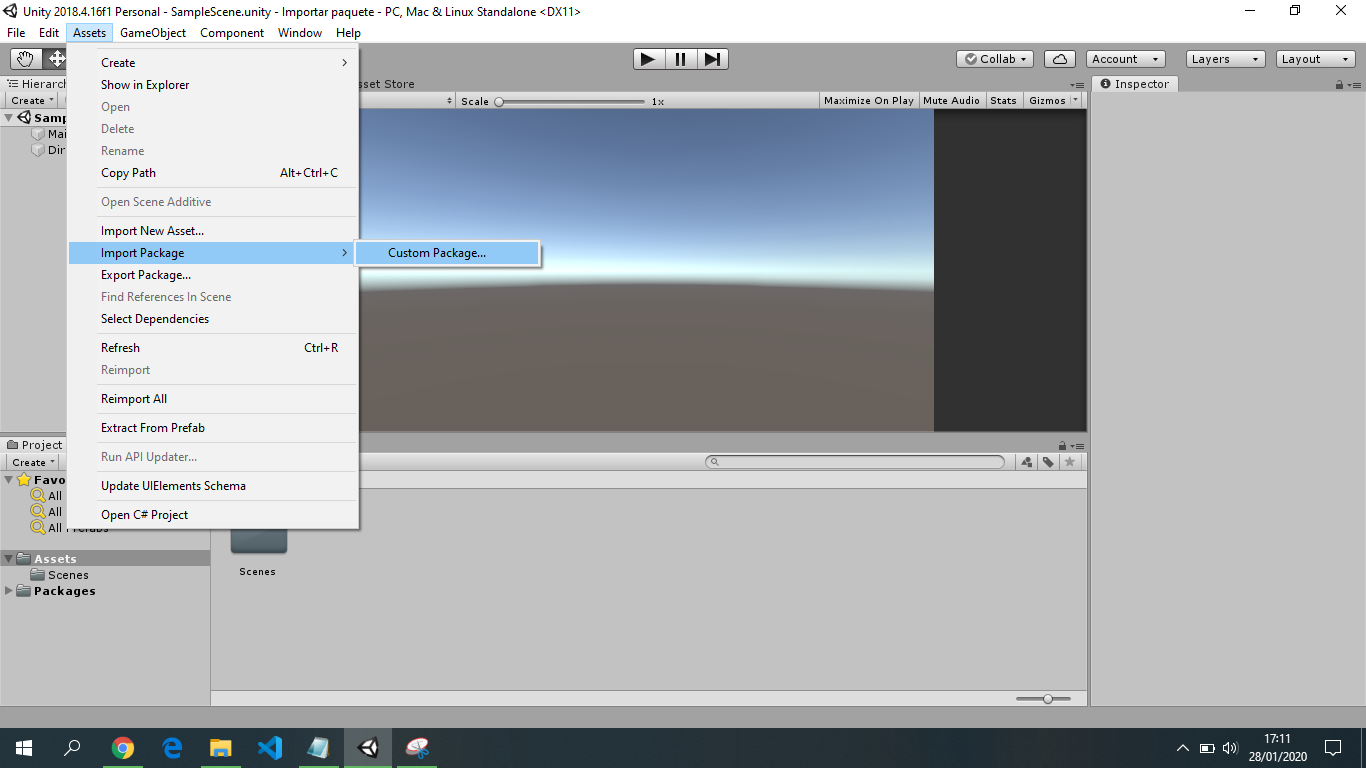 Unity 2018.4.16f1 Personal - SampleScene.unity - Importar paquete - PC, Mac & Linux Standalone <DX11>
File Edit Assets GameObject Component Window Help
Collab Account Layers Layout
Hierarch
sset Store
Inspector
Create
Scale 1x
Maximize On Play Mute Audio Stats Gizmos
Samp
Mai
Dir
Create
Show in Explorer
Open
Delete
Rename
Copy Path Alt+Ctrl+C
Open Scene Additive
Import New Asset...
Import Package
Custom Package...
Export Package...
Find References In Scene
Select Dependencies
Refresh Ctrl+R
Reimport
Reimport All
Extract From Prefab
Run API Updater...
Update UIElements Schema
Open C# Project
Project
Create
Favo
All
All
All Prefabs
Assets
Scenes
Packages
Scenes
17:11
28/01/2020